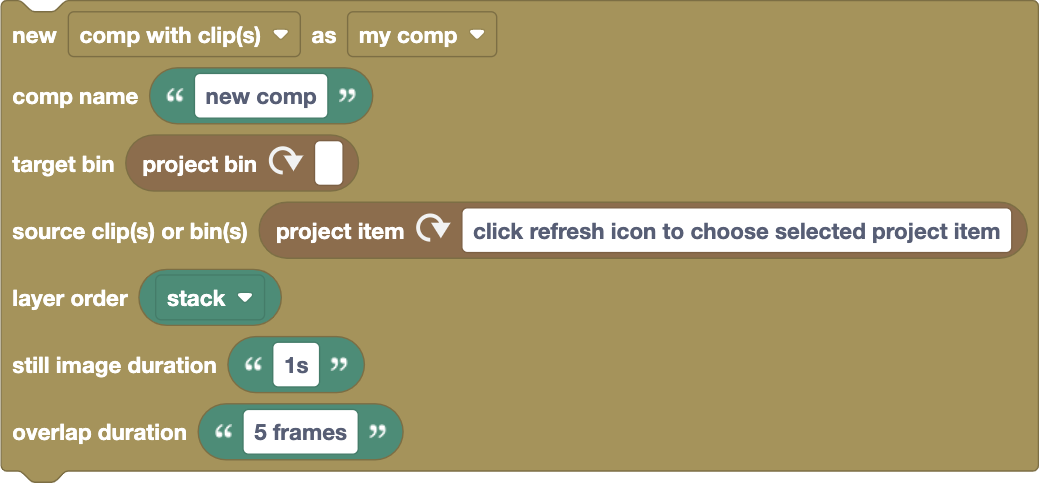 new comp with clip(s) as my comp
comp name “ new comp ”
target bin project bin
source clip(s) or bin(s) project item click refresh icon to choose selected project item
layer order stack
still image duration “ 1s ”
overlap duration “ 5 frames ”